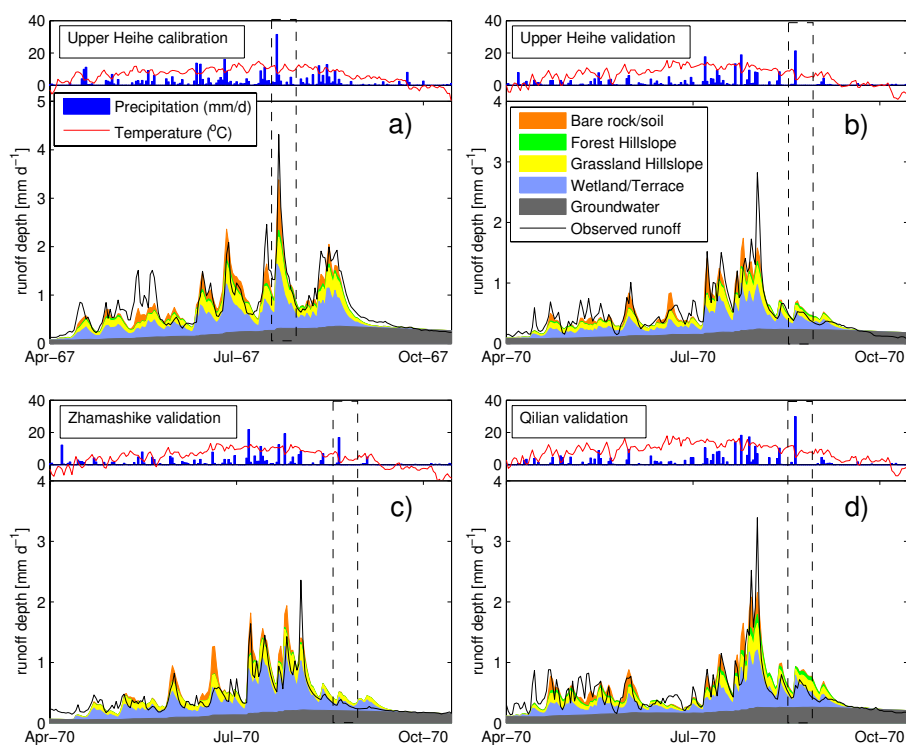 40
20
0
Upper Heihe calibration
Precipitation (mm/d)
Temperature (°C)
a)
5
4
3
2
1
0
runoff depth [mm d⁻¹]
Apr-67
Jul-67
Oct-67
40
20
0
Upper Heihe validation
b)
Bare rock/soil
Forest Hillslope
Grassland Hillslope
Wetland/Terrace
Groundwater
Observed runoff
4
3
2
1
0
runoff depth [mm d⁻¹]
Apr-70
Jul-70
Oct-70
40
20
0
Zhamashike validation
c)
4
3
2
1
0
runoff depth [mm d⁻¹]
Apr-70
Jul-70
Oct-70
40
20
0
Qilian validation
d)
4
3
2
1
0
runoff depth [mm d⁻¹]
Apr-70
Jul-70
Oct-70